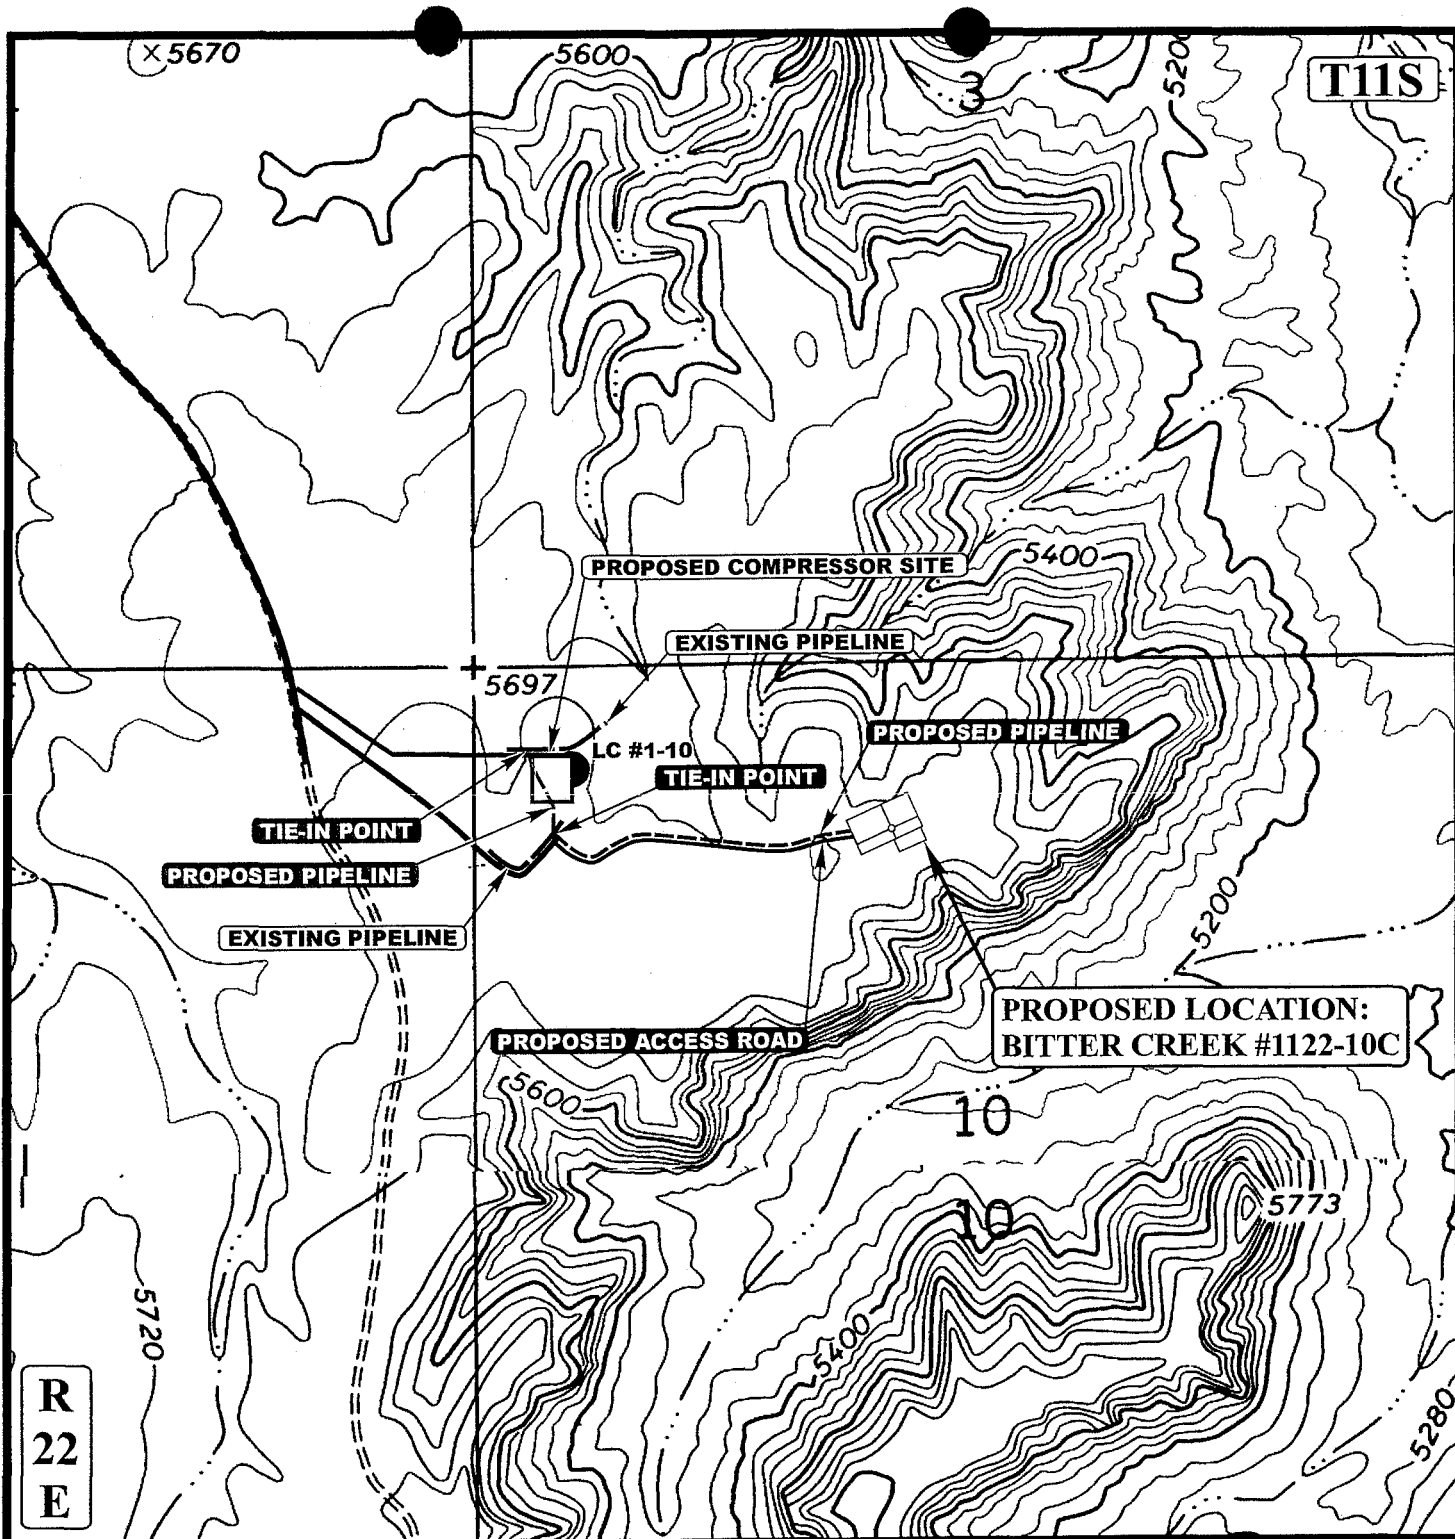 5670
5600
3
5200
T11S
PROPOSED COMPRESSOR SITE
5400
EXISTING PIPELINE
5697
PROPOSED PIPELINE
LC #1-10
TIE-IN POINT
TIE-IN POINT
PROPOSED PIPELINE
5200
EXISTING PIPELINE
PROPOSED LOCATION:
BITTER CREEK #1122-10C
PROPOSED ACCESS ROAD
5600
10
10
5773
5720
5400
R
22
E
5280